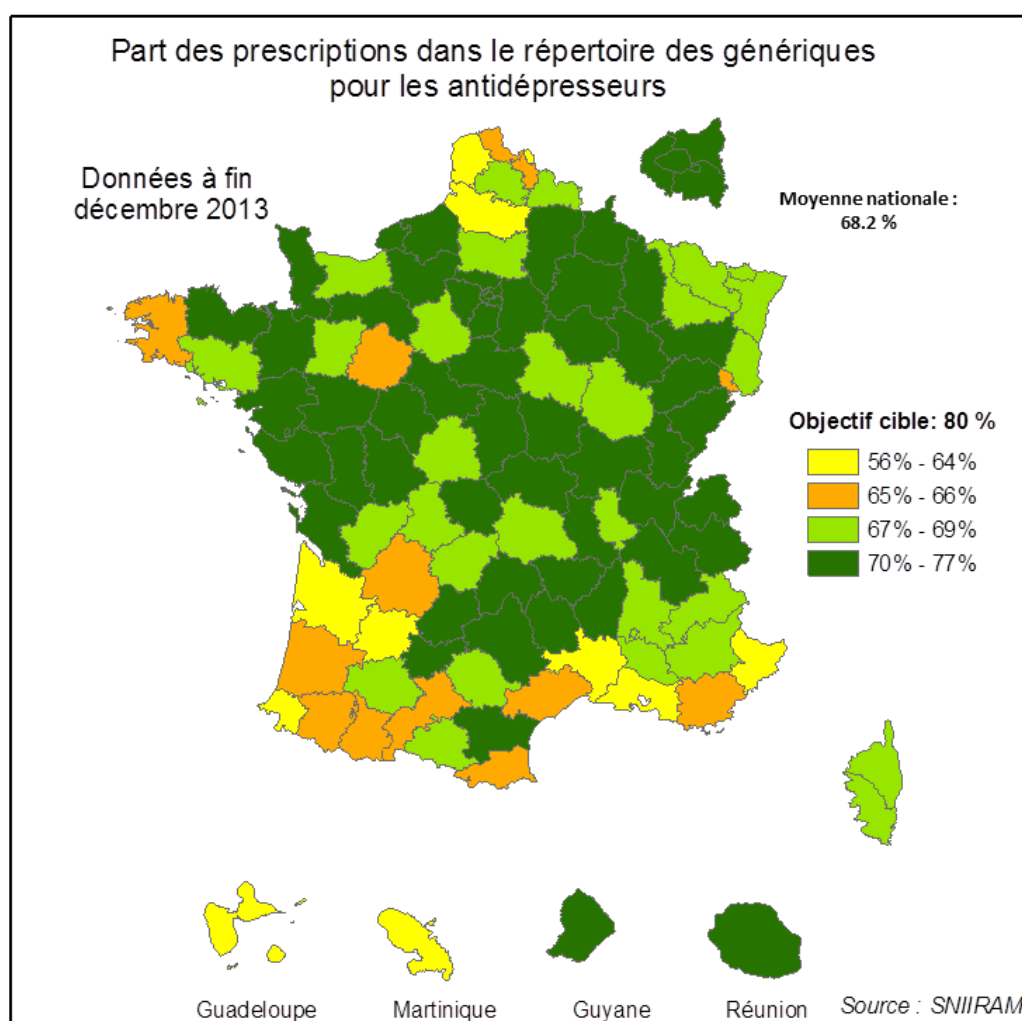 Part des prescriptions dans le répertoire des génériques
pour les antidépresseurs
Données à fin
décembre 2013
Moyenne nationale :
68.2 %
Objectif cible: 80 %
56% - 64%
65% - 66%
67% - 69%
70% - 77%
Guadeloupe
Martinique
Guyane
Réunion
Source : SNIIRAM